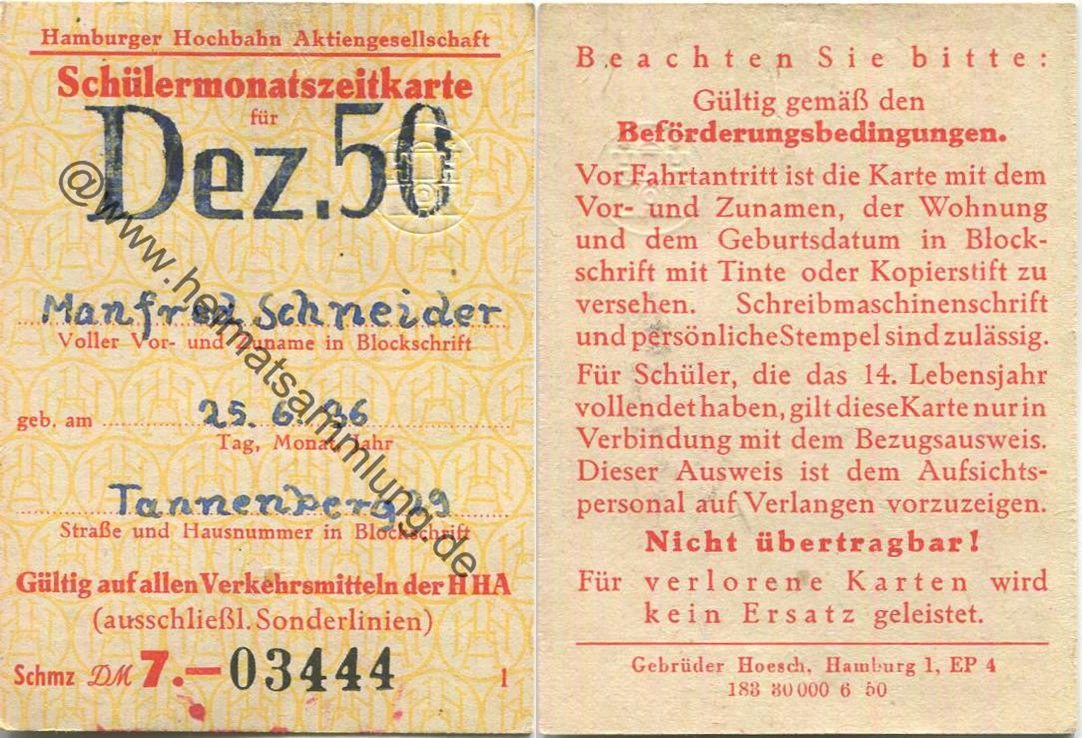 Hamburger Hochbahn Aktiengesellschaft
Schülermonatszeitkarte
für
Dez.50
Manfred Schneider
Voller Vor- und Zuname in Blockschrift
geb. am 25. 6.
Tag, Monat, Jahr
Tannenberg
Straße und Hausnummer in Blockschrift
Gültig auf allen Verkehrsmitteln der HHA
(ausschließl. Sonderlinien)
Schmz DM 7.— 03444 1
@www.heimatsammlung.de
Beachten Sie bitte:
Gültig gemäß den
Beförderungsbedingungen.
Vor Fahrtantritt ist die Karte mit dem
Vor- und Zunamen, der Wohnung
und dem Geburtsdatum in Block-
schrift mit Tinte oder Kopierstift zu
versehen. Schreibmaschinenschrift
und persönliche Stempel sind zulässig.
Für Schüler, die das 14. Lebensjahr
vollendet haben, gilt diese Karte nur in
Verbindung mit dem Bezugsausweis.
Dieser Ausweis ist dem Aufsichts-
personal auf Verlangen vorzuzeigen.
Nicht übertragbar!
Für verlorene Karten wird
kein Ersatz geleistet.
Gebrüder Hoesch, Hamburg 1, EP 4
183 30 000 6 50